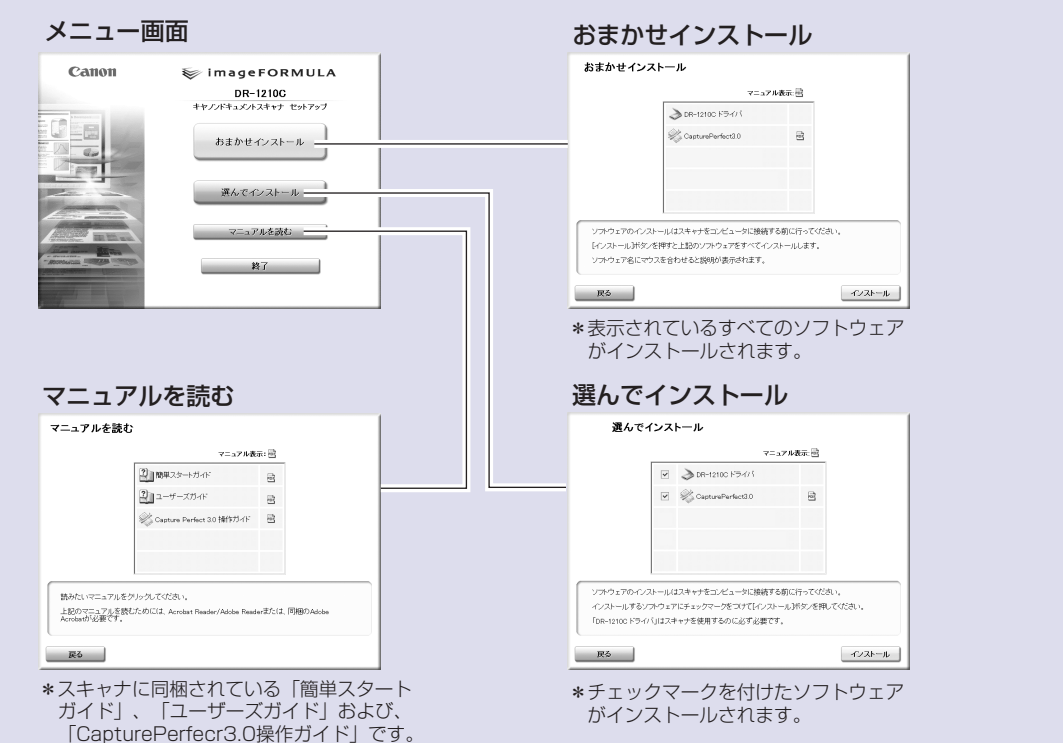 メニュー画面
Canon
imageFORMULA
DR-1210C
キヤノンドキュメントスキャナ セットアップ
おまかせインストール
選んでインストール
マニュアルを読む
終了
おまかせインストール
おまかせインストール
マニュアル表示:
DR-1210C ドライバ
CapturePerfect3.0
ソフトウェアのインストールはスキャナをコンピュータに接続する前に行ってください。
[インストール]ボタンを押すと上記のソフトウェアをすべてインストールします。
ソフトウェア名にマウスを合わせると説明が表示されます。
戻る
インストール
*表示されているすべてのソフトウェア
がインストールされます。
マニュアルを読む
マニュアルを読む
マニュアル表示:
簡単スタートガイド
ユーザーズガイド
Capture Perfect 3.0 操作ガイド
読みたいマニュアルをクリックしてください。
上記のマニュアルを読むためには、Acrobat Reader/Adobe Readerまたは、同梱のAdobe
Acrobatが必要です。
戻る
*スキャナに同梱されている「簡単スタート
ガイド」、「ユーザーズガイド」および、
「CapturePerfecr3.0操作ガイド」です。
選んでインストール
選んでインストール
マニュアル表示:
DR-1210C ドライバ
CapturePerfect3.0
ソフトウェアのインストールはスキャナをコンピュータに接続する前に行ってください。
インストールするソフトウェアにチェックマークをつけて[インストール]ボタンを押してください。
「DR-1210C ドライバ」はスキャナを使用するのに必ず必要です。
戻る
インストール
*チェックマークを付けたソフトウェア
がインストールされます。